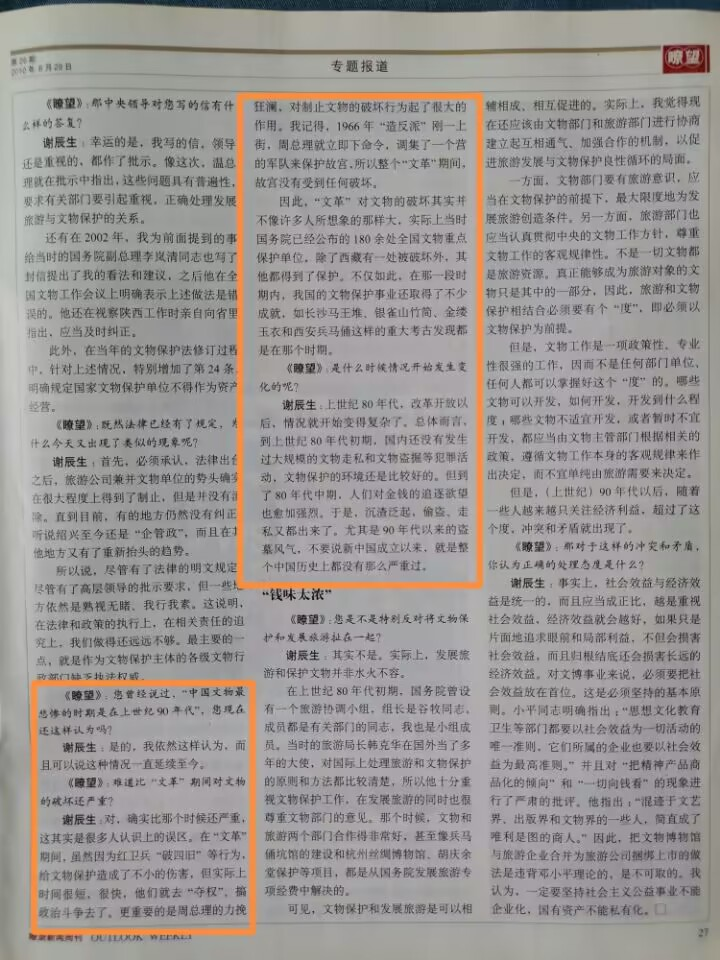 第26期
2010年6月28日
专题报道
瞭望
《瞭望》：那中央领导对您写的信有什
么样的答复？
谢辰生：幸运的是，我写的信，领导
还是重视的，都作了批示。像这次，温总
理就在批示中指出，这些问题具有普遍性，
要求有关部门要引起重视，正确处理发展
旅游与文物保护的关系。
还有在2002年，我为前面提到的事
给当时的国务院副总理李岚清同志也写了
封信提出了我的看法和建议，之后他在全
国文物工作会议上明确表示上述做法是错
误的。他还在视察陕西工作时亲自向省里
指出，应当及时纠正。
此外，在当年的文物保护法修订过程
中，针对上述情况，特别增加了第24条，
明确规定国家文物保护单位不得作为资产
经营。
《瞭望》：既然法律已经有了规定，为
什么今天又出现了类似的现象呢？
谢辰生：首先，必须承认，法律出台
之后，旅游公司兼并文物单位的势头确实
在很大程度上得到了制止，但是并没有消
除。直到目前，有的地方仍然没有纠正，
听说绍兴至今还是“企管政”，而且在其
他地方又有了重新抬头的趋势。
所以说，尽管有了法律的明文规定，
尽管有了高层领导的批示要求，但一些地
方依然是熟视无睹、我行我素。这说明，
在法律和政策的执行上，在相关责任的追
究上，我们做得还远远不够。最主要的一
点，就是作为文物保护主体的各级文物行
政部门缺乏执法权威。
《瞭望》：您曾经说过，“中国文物最
悲惨的时期是在上世纪90年代”，您现在
还这样认为吗？
谢辰生：是的，我依然这样认为，而
且可以说这种情况一直延续至今。
《瞭望》：难道比“文革”期间对文物
的破坏还严重？
谢辰生：对，确实比那个时候还严重，
这其实是很多人认识上的误区。在“文革”
期间，虽然因为红卫兵“破四旧”等行为，
给文物保护造成了不小的伤害，但实际上
时间很短，很快，他们就去“夺权”、搞
政治斗争去了。更重要的是周总理的力挽
狂澜，对制止文物的破坏行为起了很大的
作用。我记得，1966年“造反派”刚一上
街，周总理就立即下命令，调集了一个营
的军队来保护故宫，所以整个“文革”期间，
故宫没有受到任何破坏。
因此，“文革”对文物的破坏其实并
不像许多人所想象的那样大，实际上当时
国务院已经公布的180余处全国文物重点
保护单位，除了西藏有一处被破坏外，其
他都得到了保护。不仅如此，在那一段时
期内，我国的文物保护事业还取得了不少
成就，如长沙马王堆、银雀山竹简、金缕
玉衣和西安兵马俑这样的重大考古发现都
是在那个时期。
《瞭望》：是什么时候情况开始发生变
化的呢？
谢辰生：上世纪80年代，改革开放以
后，情况就开始变得复杂了。总体而言，
到上世纪80年代初期，国内还没有发生
过大规模的文物走私和文物盗掘等犯罪活
动，文物保护的环境还是比较好的。但到
了80年代中期，人们对金钱的追逐欲望
也愈加强烈。于是，沉渣泛起，偷盗、走
私又都出来了。尤其是90年代以来的盗
墓风气，不要说新中国成立以来，就是整
个中国历史上都没有那么严重过。
“钱味太浓”
《瞭望》：您是不是特别反对将文物保
护和发展旅游扯在一起？
谢辰生：其实不是。实际上，发展旅
游和保护文物并非水火不容。
在上世纪80年代初期，国务院曾设
有一个旅游协调小组，组长是谷牧同志，
成员都是有关部门的同志，我也是小组成
员。当时的旅游局长韩克华在国外当了多
年的大使，对国际上处理旅游和文物保护
的原则和方法都比较清楚，所以他十分重
视文物保护工作，在发展旅游的同时也很
尊重文物部门的意见。那个时候，文物和
旅游两个部门合作得非常好，甚至像兵马
俑坑馆的建设和杭州丝绸博物馆、胡庆余
堂保护等项目，都是从国务院发展旅游专
项经费中解决的。
可见，文物保护和发展旅游是可以相
辅相成、相互促进的。实际上，我觉得现
在还应该由文物部门和旅游部门进行协商
建立起互相通气、加强合作的机制，以促
进旅游发展与文物保护良性循环的局面。
一方面，文物部门要有旅游意识，应
当在文物保护的前提下，最大限度地为发
展旅游创造条件。另一方面，旅游部门也
应当认真贯彻中央的文物工作方针，尊重
文物工作的客观规律性。不是一切文物都
是旅游资源，真正能够成为旅游对象的文
物只是其中的一部分，因此，旅游和文物
保护相结合必须要有个“度”，即必须以
文物保护为前提。
但是，文物工作是一项政策性、专业
性很强的工作，因而不是任何部门单位、
任何人都可以掌握好这个“度”的。哪些
文物可以开发，如何开发，开发到什么程
度；哪些文物不适宜开发，或者暂时不宜
开发，都应当由文物主管部门根据相关的
政策，遵循文物工作本身的客观规律来作
出决定，而不宜单纯由旅游需要来决定。
但是，（上世纪）90年代以后，随着
一些人越来越只关注经济利益，超过了这
个度，冲突和矛盾就出现了。
《瞭望》：那对于这样的冲突和矛盾，
你认为正确的处理态度是什么？
谢辰生：事实上，社会效益与经济效
益是统一的，而且应当成正比，越是重视
社会效益，经济效益就会越好，如果只是
片面地追求眼前和局部利益，不但会损害
社会效益，而且归根结底还会损害长远的
经济效益。对文博事业来说，必须要把社
会效益放在首位。这是必须坚持的基本原
则。小平同志明确指出：“思想文化教育
卫生等部门都要以社会效益为一切活动的
唯一准则，它们所属的企业也要以社会效
益为最高准则。”并且对“把精神产品商
品化的倾向”和“一切向钱看”的现象进
行了严肃的批评。他指出：“混迹于文艺
界、出版界和文物界的一些人，简直成了
唯利是图的商人。”因此，把文物博物馆
与旅游企业合并为旅游公司捆绑上市的做
法是违背邓小平理论的，是不可取的。我
认为，一定要坚持社会主义公益事业不能
企业化，国有资产不能私有化。□
瞭望新闻周刊 OUTLOOK WEEKLY
27